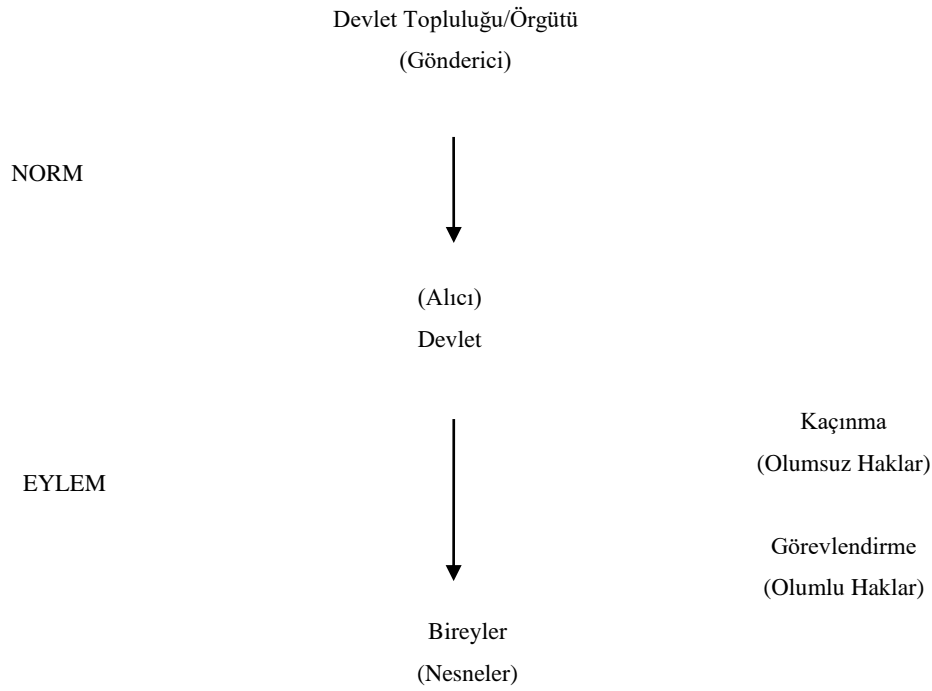 Devlet Topluluğu/Örgütü
(Gönderici)
NORM
(Alıcı)
Devlet
Kaçınma
(Olumsuz Haklar)
EYLEM
Görevlendirme
(Olumlu Haklar)
Bireyler
(Nesneler)